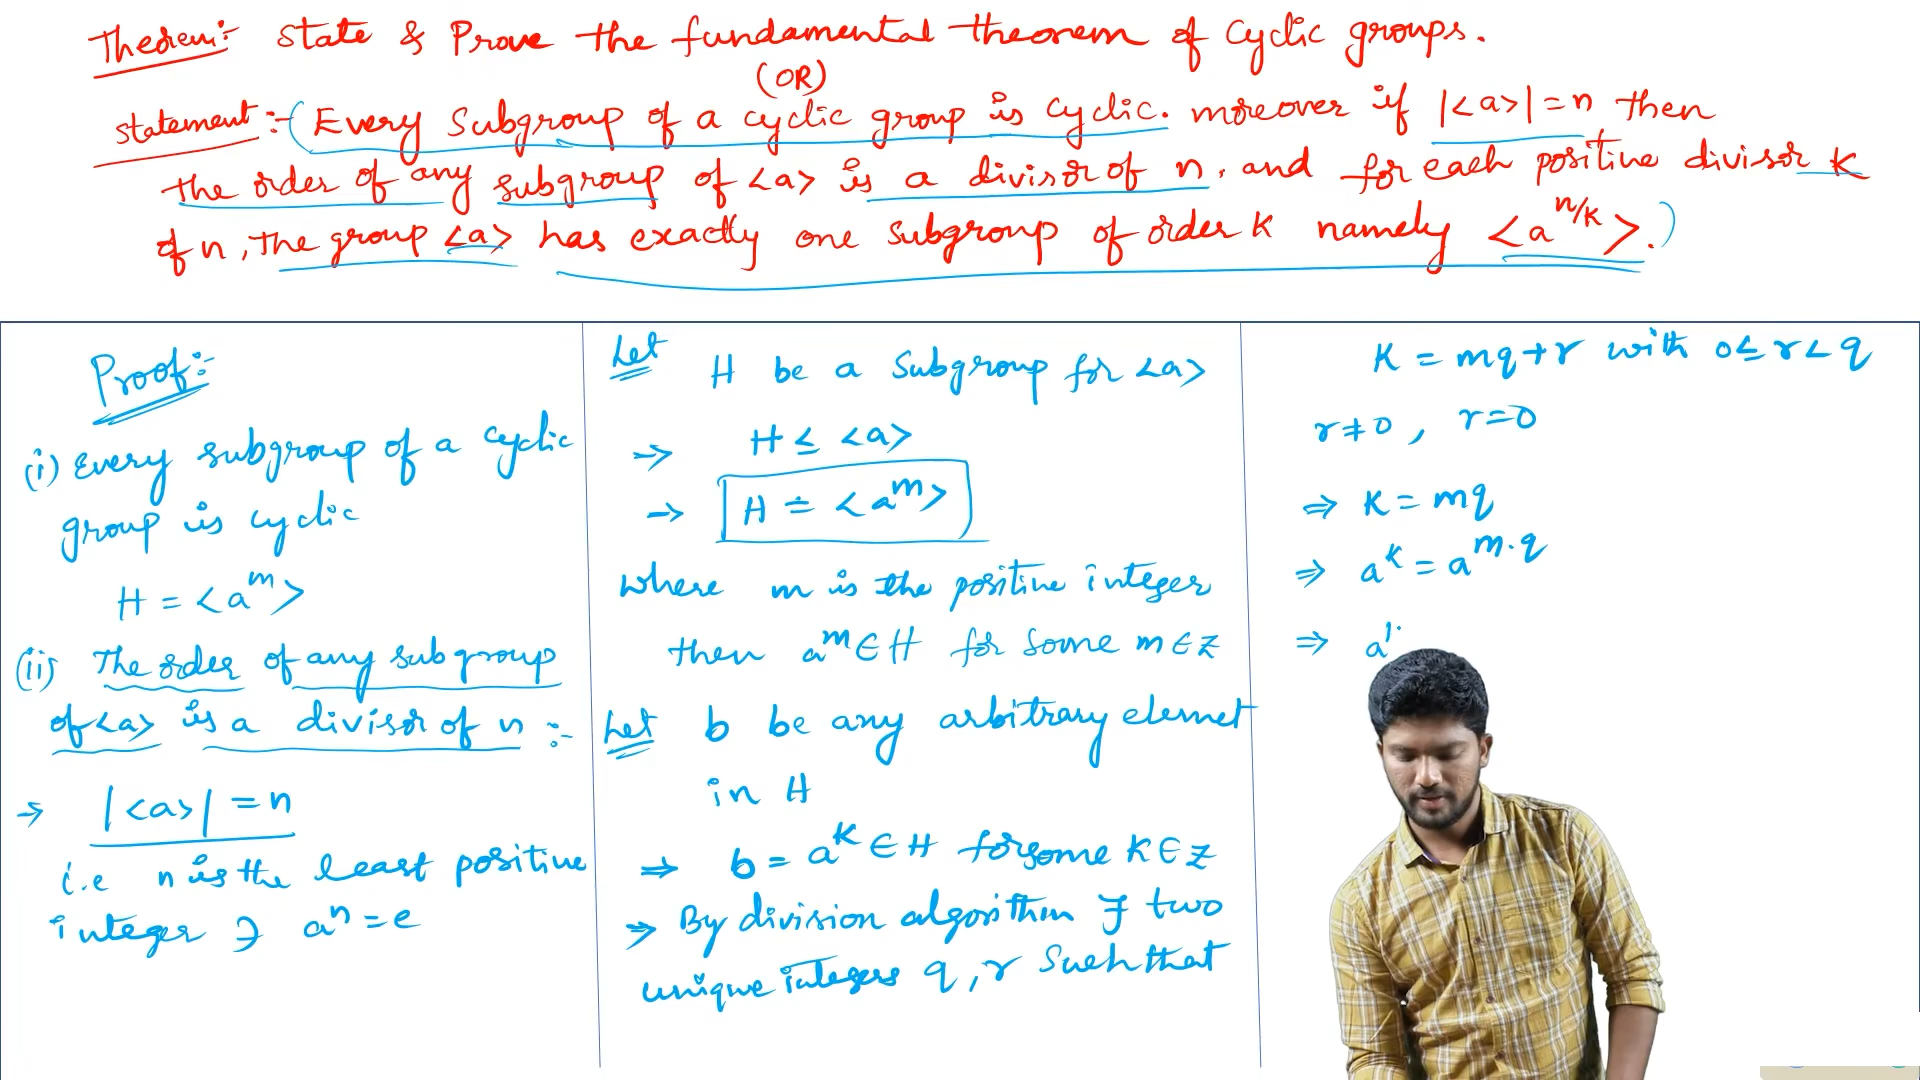 Theorem:- State & Prove the fundamental theorem of Cyclic groups.
(OR)
Statement:- (Every Subgroup of a cyclic group is cyclic. moreover if |<a>| = n then
the order of any subgroup of <a> is a divisor of n. and for each positive divisor K
of n, the group <a> has exactly one subgroup of order K namely <a^{n/k}>.)
Proof:-
(i) Every subgroup of a cyclic
group is cyclic
H = <a^m>
(ii) The order of any subgroup
of <a> is a divisor of n :-
→ |<a>| = n
i.e n is the least positive
integer ∋ a^n = e
Let H be a Subgroup for <a>
→ H ≤ <a>
→ H ≐ <a^m>
where m is the positive integer
then a^m ∈ H for some m ∈ Z
Let b be any arbitrary elemet
in H
⇒ b = a^k ∈ H for some K ∈ Z
⇒ By division algorithm ∃ two
unique integers q, r Such that
K = mq + r with 0 ≤ r < q
r ≠ 0, r = 0
⇒ K = mq
⇒ a^k = a^{m.q}
⇒ a